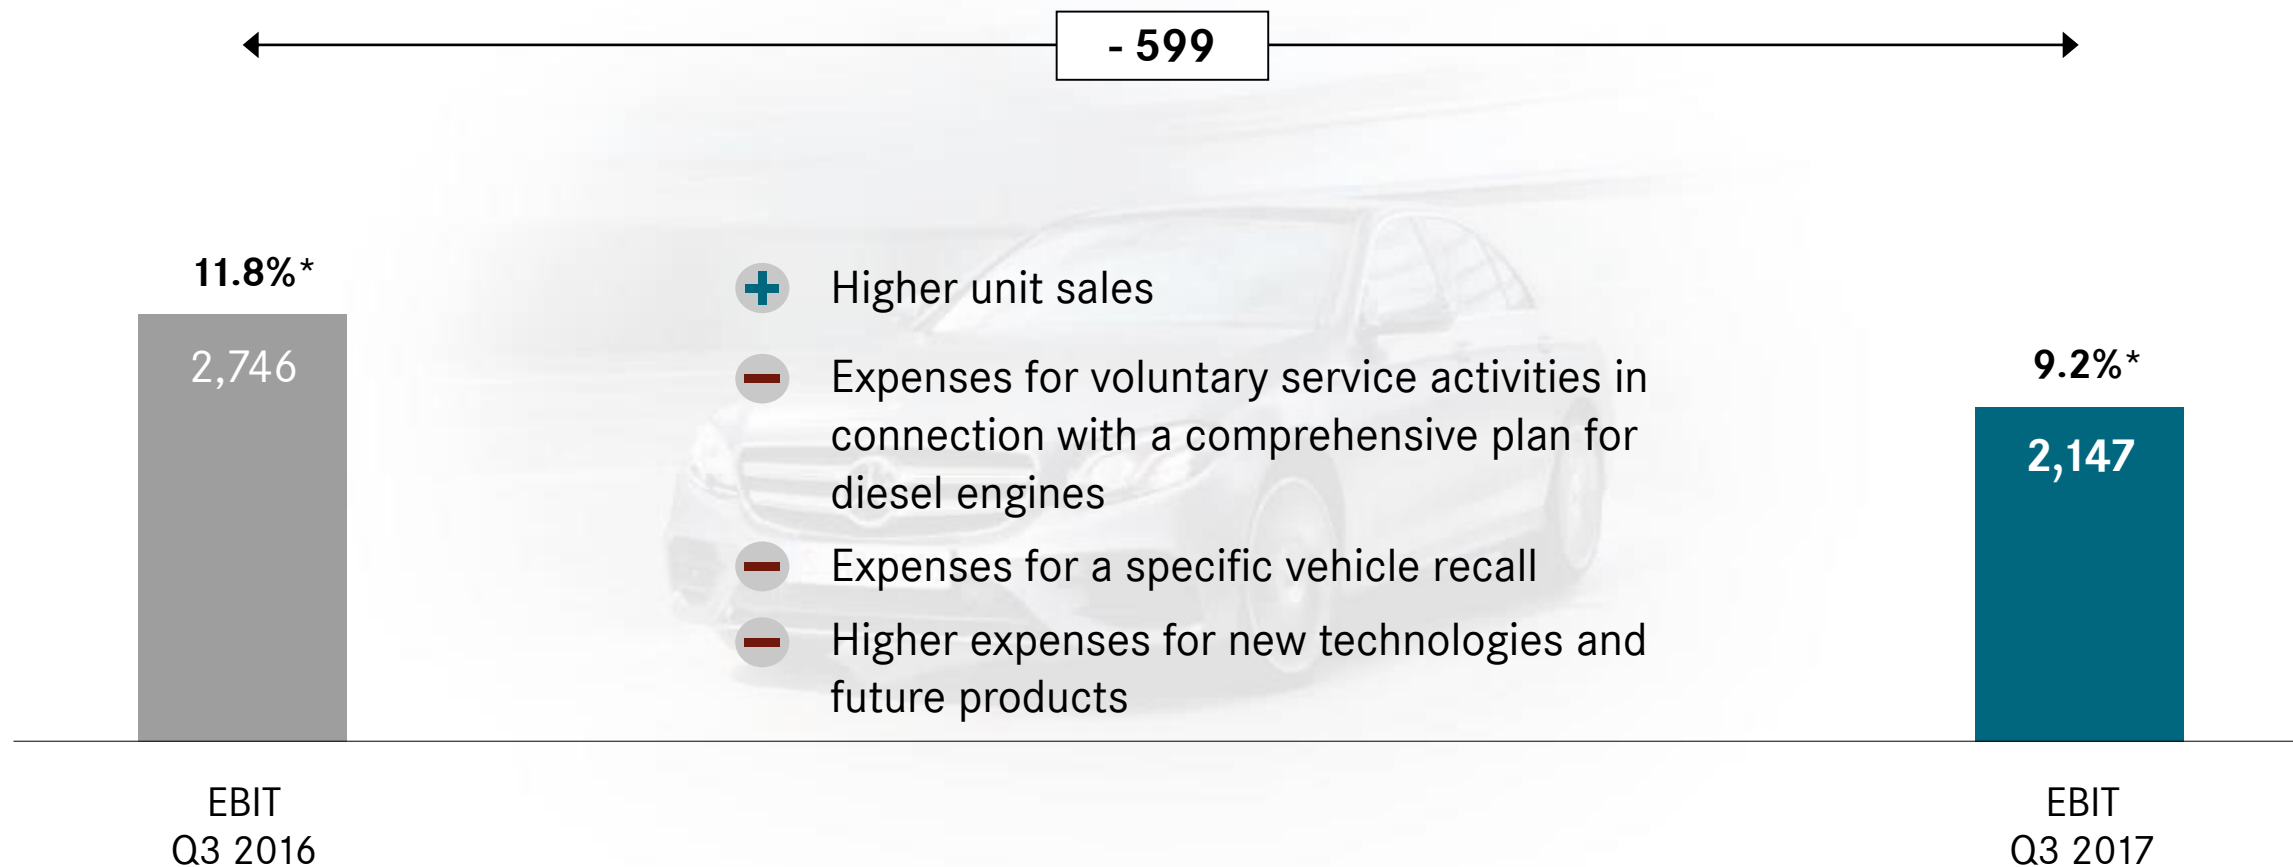 - 599
11.8%*
2,746
Higher unit sales
Expenses for voluntary service activities in
connection with a comprehensive plan for
diesel engines
Expenses for a specific vehicle recall
Higher expenses for new technologies and
future products
9.2%*
2,147
EBIT
Q3 2016
EBIT
Q3 2017